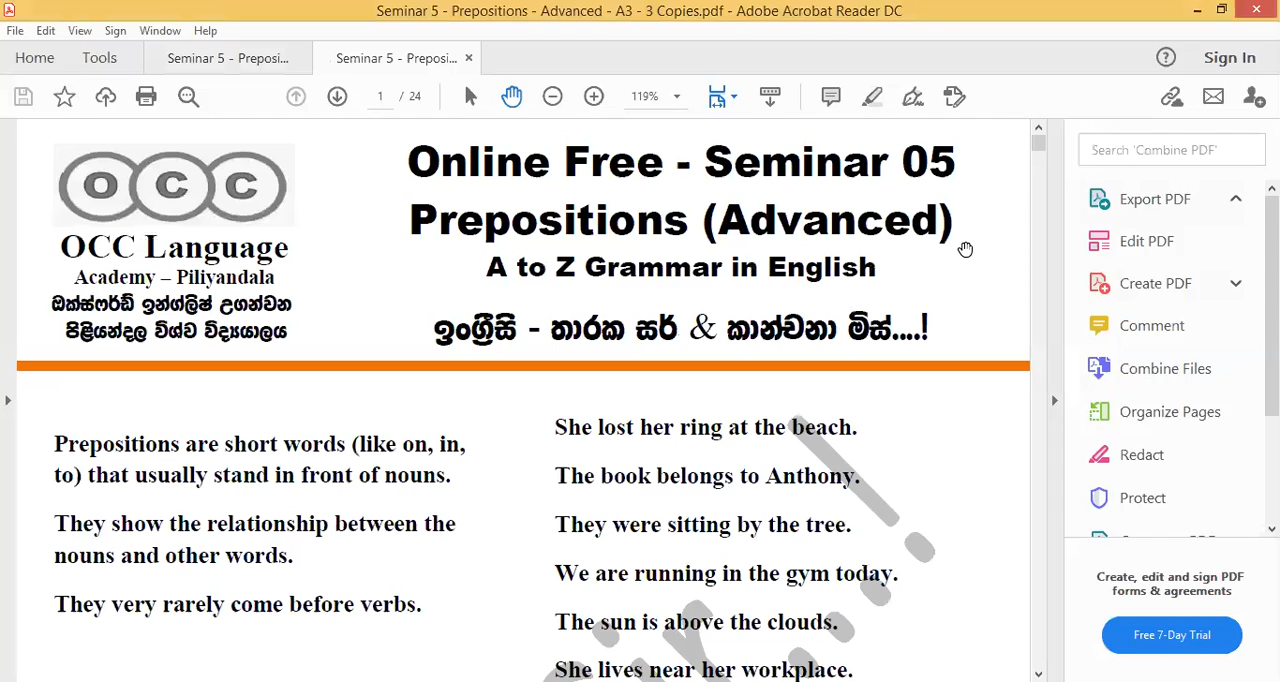 Seminar 5 - Prepositions - Advanced - A3 - 3 Copies.pdf - Adobe Acrobat Reader DC
File Edit View Sign Window Help
Home Tools Seminar 5 - Preposi... Seminar 5 - Preposi... ×
Sign In
1 / 24 119%
O C C
OCC Language
Academy – Piliyandala
ඔක්ස්ෆර්ඩ් ඉන්ග්ලිෂ් උගන්වන
පිළියන්දල විශ්ව විද්‍යාලය
Online Free - Seminar 05
Prepositions (Advanced)
A to Z Grammar in English
ඉංග්‍රීසි - තාරක සර් & කාන්චනා මිස්....!
Prepositions are short words (like on, in,
to) that usually stand in front of nouns.
They show the relationship between the
nouns and other words.
They very rarely come before verbs.
She lost her ring at the beach.
The book belongs to Anthony.
They were sitting by the tree.
We are running in the gym today.
The sun is above the clouds.
She lives near her workplace.
Search 'Combine PDF'
Export PDF
Edit PDF
Create PDF
Comment
Combine Files
Organize Pages
Redact
Protect
Create, edit and sign PDF
forms & agreements
Free 7-Day Trial